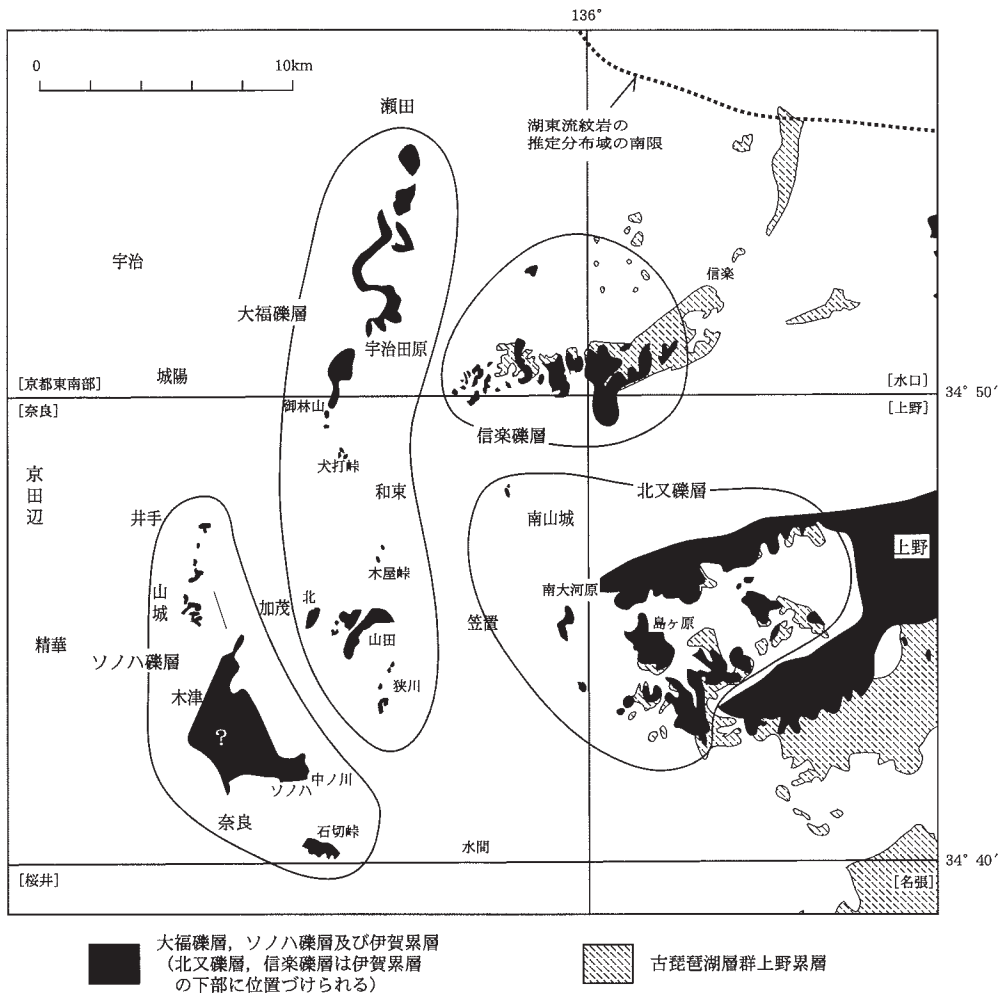 136°
0
10km
瀬田
湖東流紋岩の
推定分布域の南限
宇治
信楽
大福礫層
宇治田原
城陽
[京都東南部]
[水口]
34° 50′
[奈良]
[上野]
御林山
信楽礫層
犬打峠
京田辺
和東
北又礫層
井手
南山城
上野
木屋峠
南大河原
山城
加茂
北
笠置
島ヶ原
精華
山田
ソノハ礫層
狭川
木津
?
中ノ川
ソノハ
奈良
石切峠
水間
34° 40′
[桜井]
[名張]
大福礫層,ソノハ礫層及び伊賀累層
(北又礫層,信楽礫層は伊賀累層
の下部に位置づけられる)
古琵琶湖層群上野累層